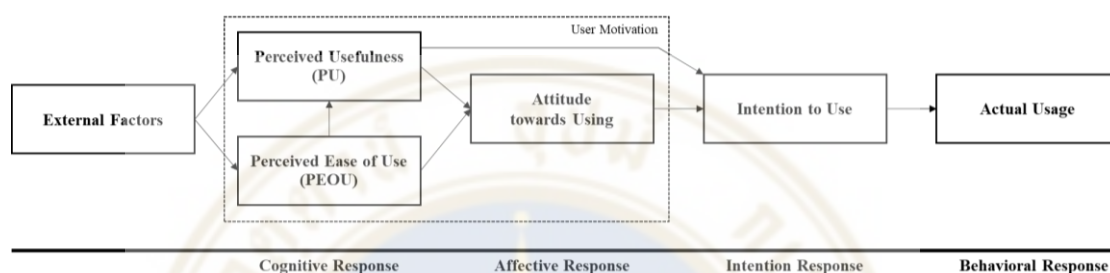 User Motivation
Perceived Usefulness
(PU)
External Factors
Attitude
towards Using
Intention to Use
Actual Usage
Perceived Ease of Use
(PEOU)
Cognitive Response
Affective Response
Intention Response
Behavioral Response